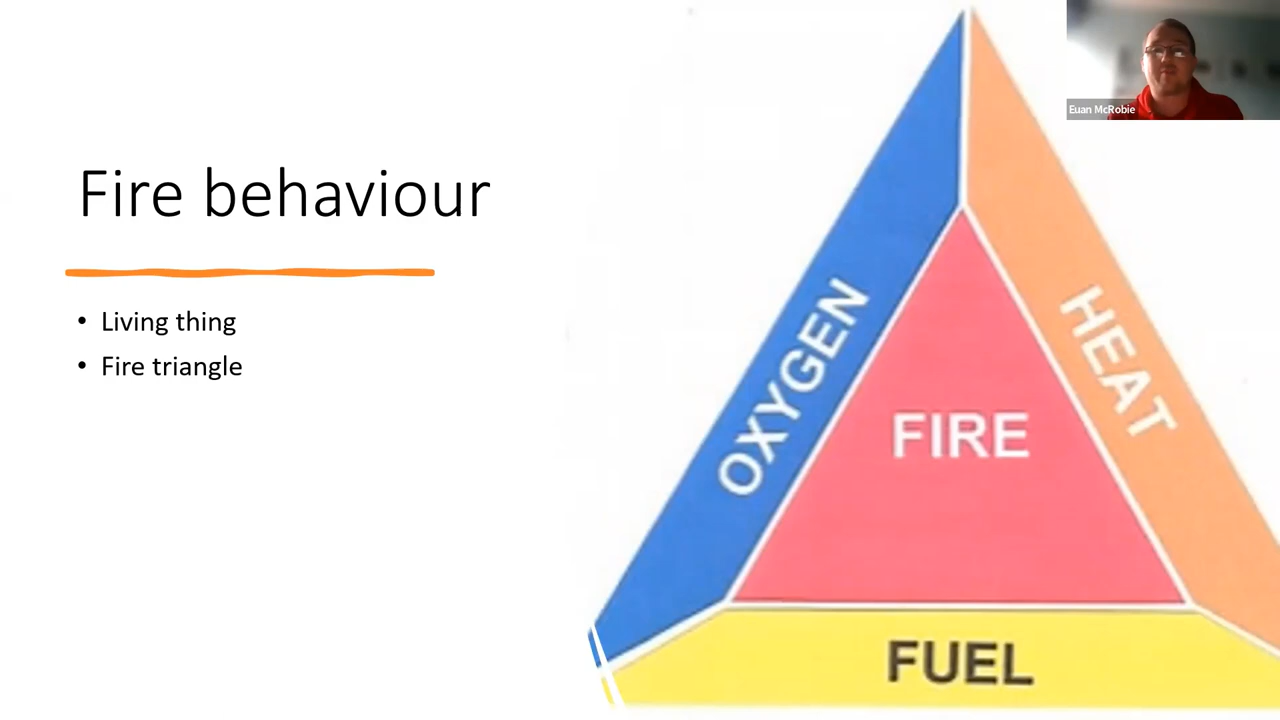 Fire behaviour
• Living thing
• Fire triangle
OXYGEN
HEAT
FIRE
FUEL
Euan McRobie